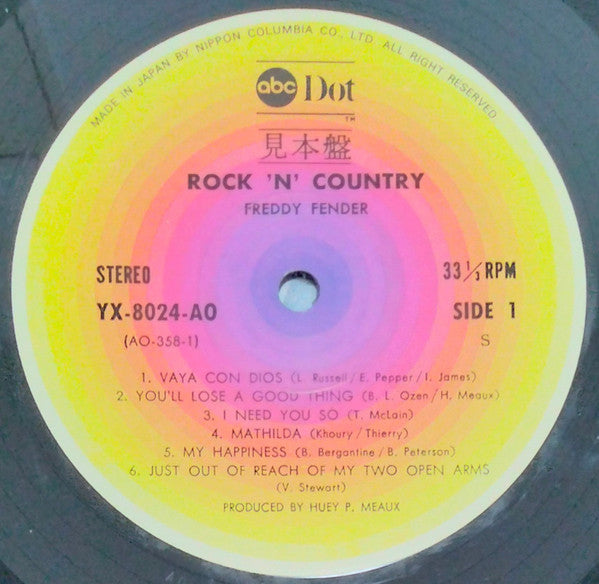 MADE IN JAPAN BY NIPPON COLUMBIA CO., LTD. ALL RIGHT RESERVED
abc Dot
TM
見本盤
ROCK 'N' COUNTRY
FREDDY FENDER
STEREO
33 1/3 RPM
YX-8024-AO
SIDE 1
(AO-358-1)
S
1. VAYA CON DIOS (L. Russell/E. Pepper/I. James)
2. YOU'LL LOSE A GOOD THING (B. L. Ozen/H. Meaux)
3. I NEED YOU SO (T. McLain)
4. MATHILDA (Khoury/Thierry)
5. MY HAPPINESS (B. Bergantine/B. Peterson)
6. JUST OUT OF REACH OF MY TWO OPEN ARMS
(V. Stewart)
PRODUCED BY HUEY P. MEAUX